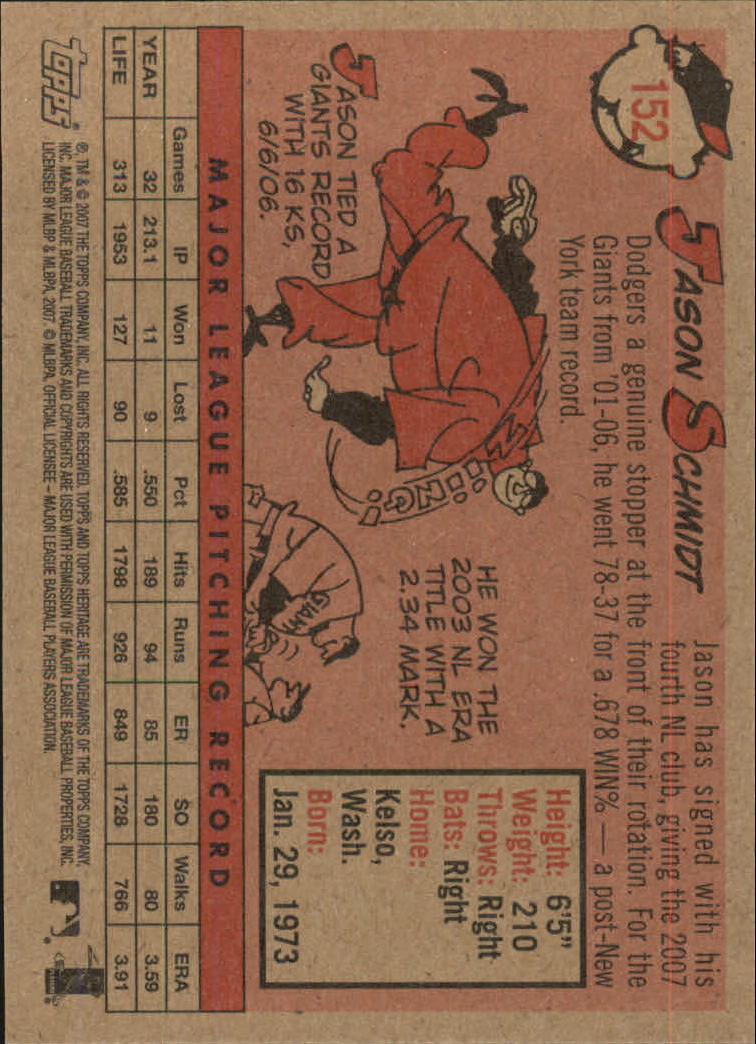 152
JASON SCHMIDT
Jason has signed with his
fourth NL club, giving the 2007
Dodgers a genuine stopper at the front of their rotation. For the
Giants from '01-06, he went 78-37 for a .678 WIN% — a post-New
York team record.
JASON TIED A
GIANTS RECORD
WITH 16 KS,
6/6/06.
ZING
GIANTS
HE WON THE
2003 NL ERA
TITLE WITH A
2.34 MARK.
Height: 6'5"
Weight: 210
Throws: Right
Bats: Right
Home:
Kelso,
Wash.
Born:
Jan. 29, 1973
MAJOR LEAGUE PITCHING RECORD
Games IP Won Lost Pct Hits Runs ER SO Walks ERA
YEAR 32 213.1 11 9 .550 189 94 85 180 80 3.59
LIFE 313 1953 127 90 .585 1798 926 849 1728 766 3.91
Topps®
®, TM & © 2007 THE TOPPS COMPANY, INC. ALL RIGHTS RESERVED. TOPPS AND TOPPS HERITAGE ARE TRADEMARKS OF THE TOPPS COMPANY,
INC. MAJOR LEAGUE BASEBALL TRADEMARKS AND COPYRIGHTS ARE USED WITH PERMISSION OF MAJOR LEAGUE BASEBALL PROPERTIES, INC.
LICENSED BY MLBP & MLBPA, 2007. © MLBPA. OFFICIAL LICENSEE – MAJOR LEAGUE BASEBALL PLAYERS ASSOCIATION.